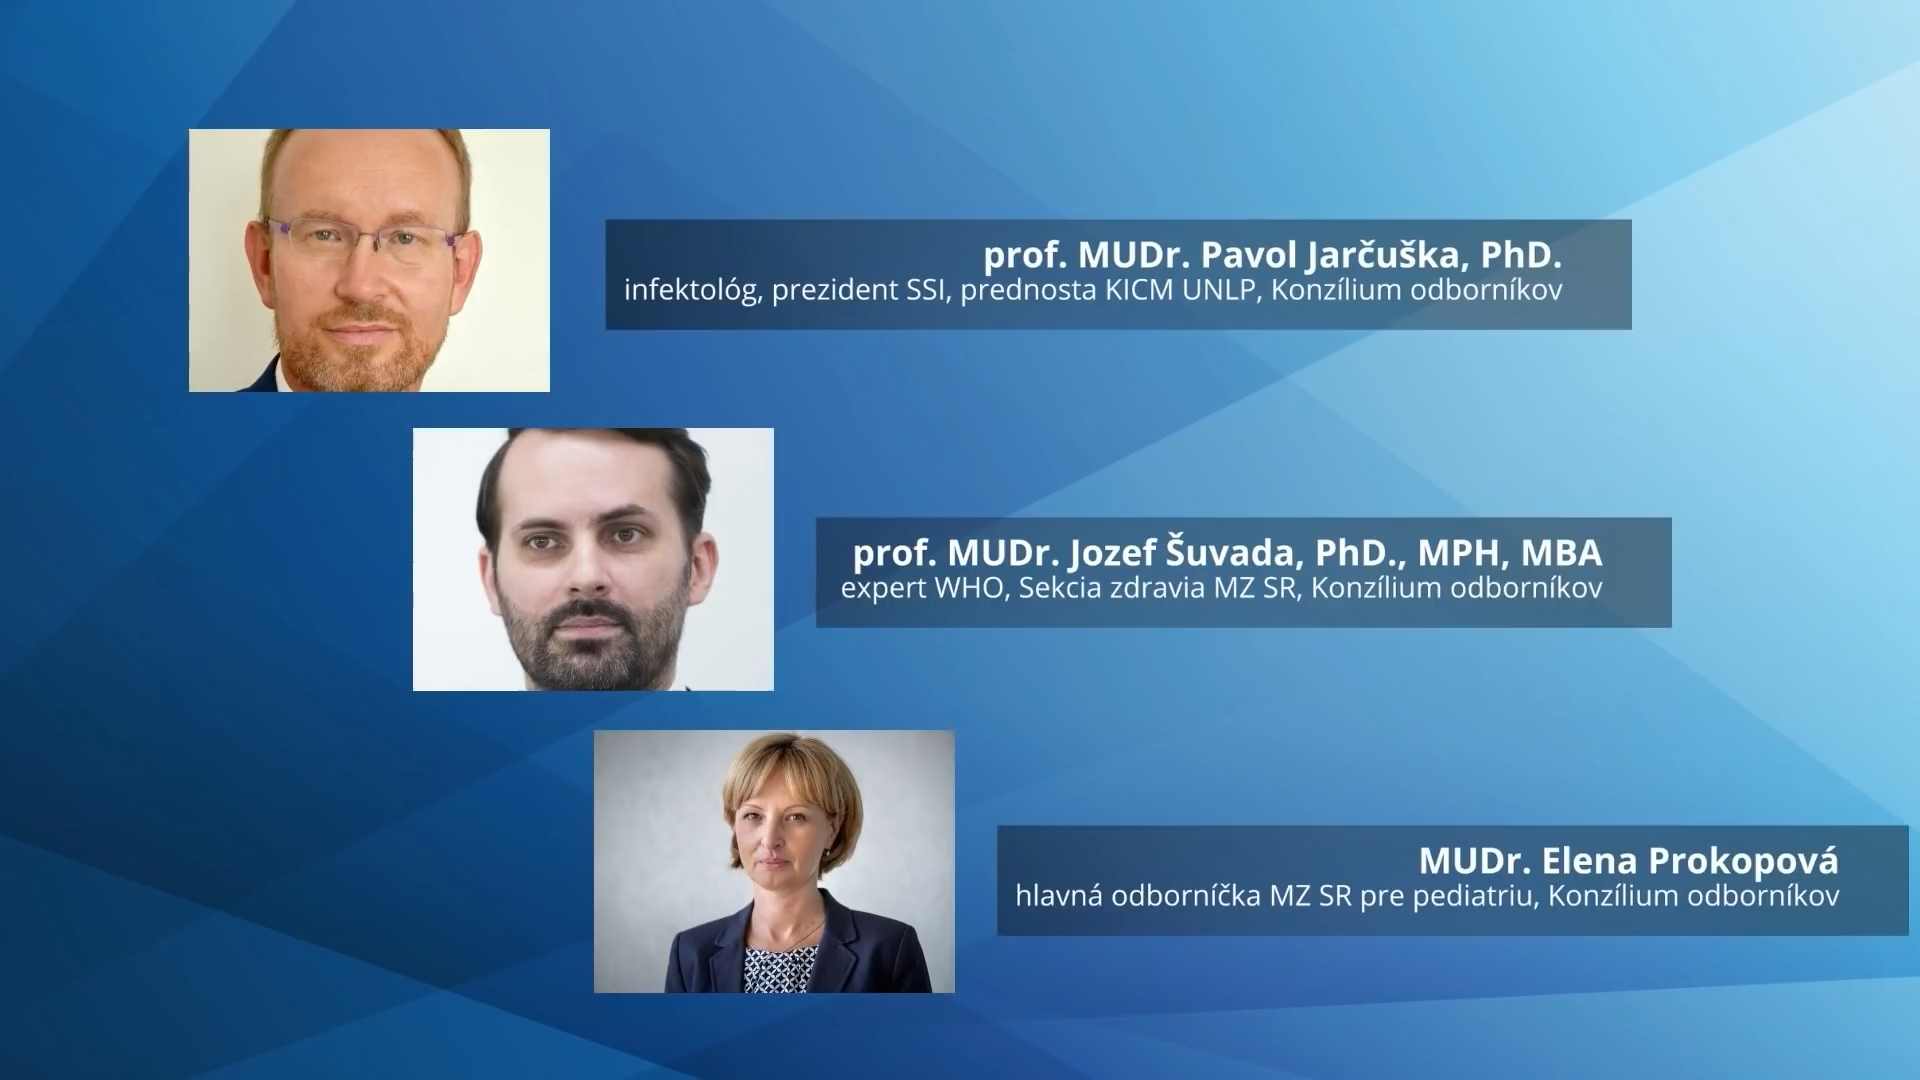 prof. MUDr. Pavol Jarčuška, PhD.
infektológ, prezident SSI, prednosta KICM UNLP, Konzílium odborníkov
prof. MUDr. Jozef Šuvada, PhD., MPH, MBA
expert WHO, Sekcia zdravia MZ SR, Konzílium odborníkov
MUDr. Elena Prokopová
hlavná odborníčka MZ SR pre pediatriu, Konzílium odborníkov